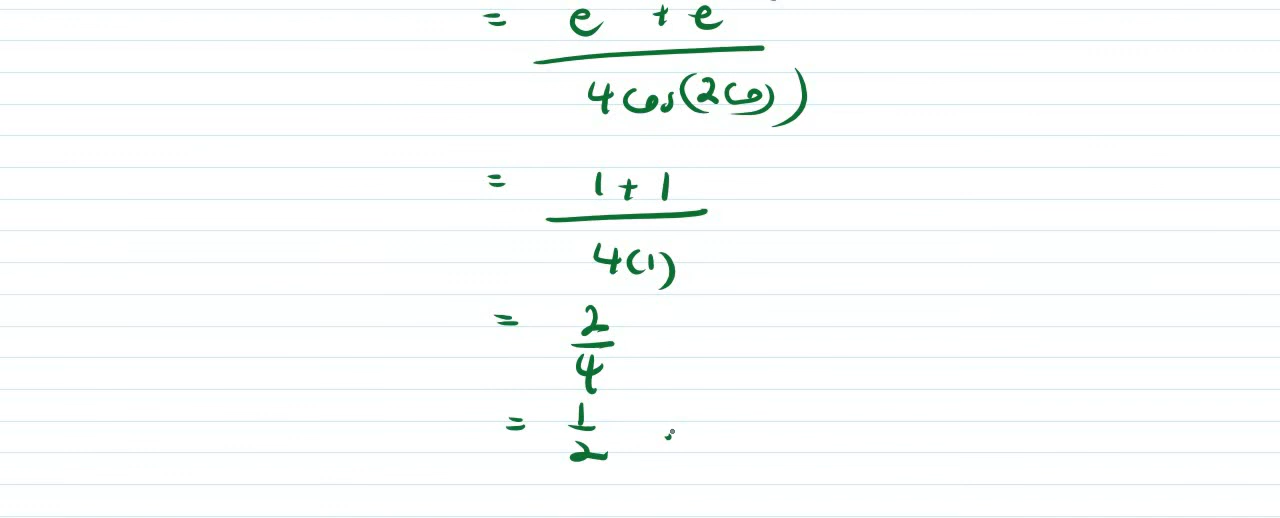 = e + e
4 cos(2(0))
= 1 + 1
4(1)
= 2
4
= 1
2